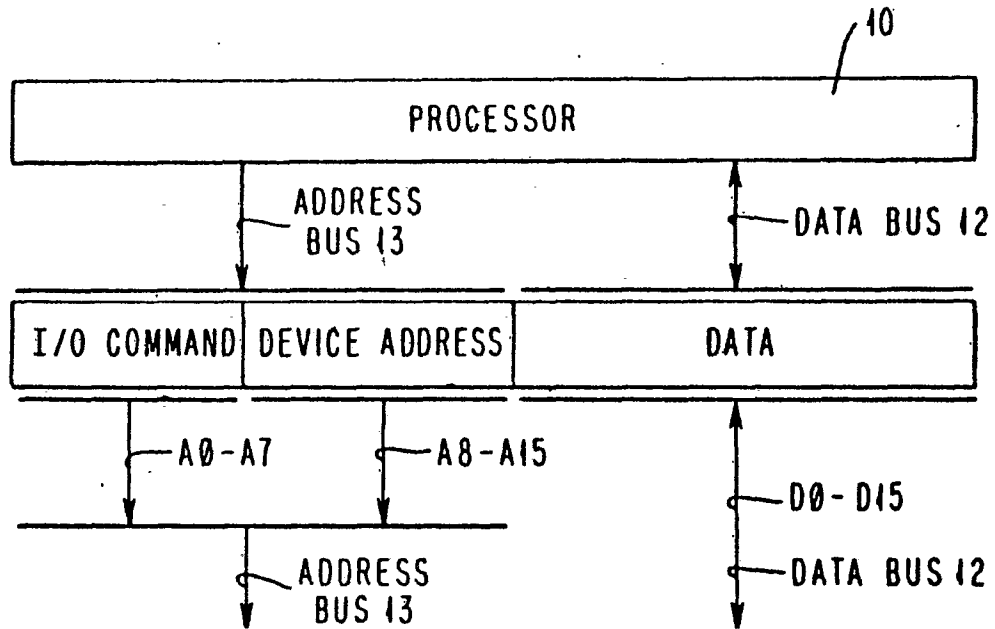 10
PROCESSOR
ADDRESS
BUS 13
DATA BUS 12
I/O COMMAND
DEVICE ADDRESS
DATA
A0-A7
A8-A15
D0-D15
ADDRESS
BUS 13
DATA BUS 12